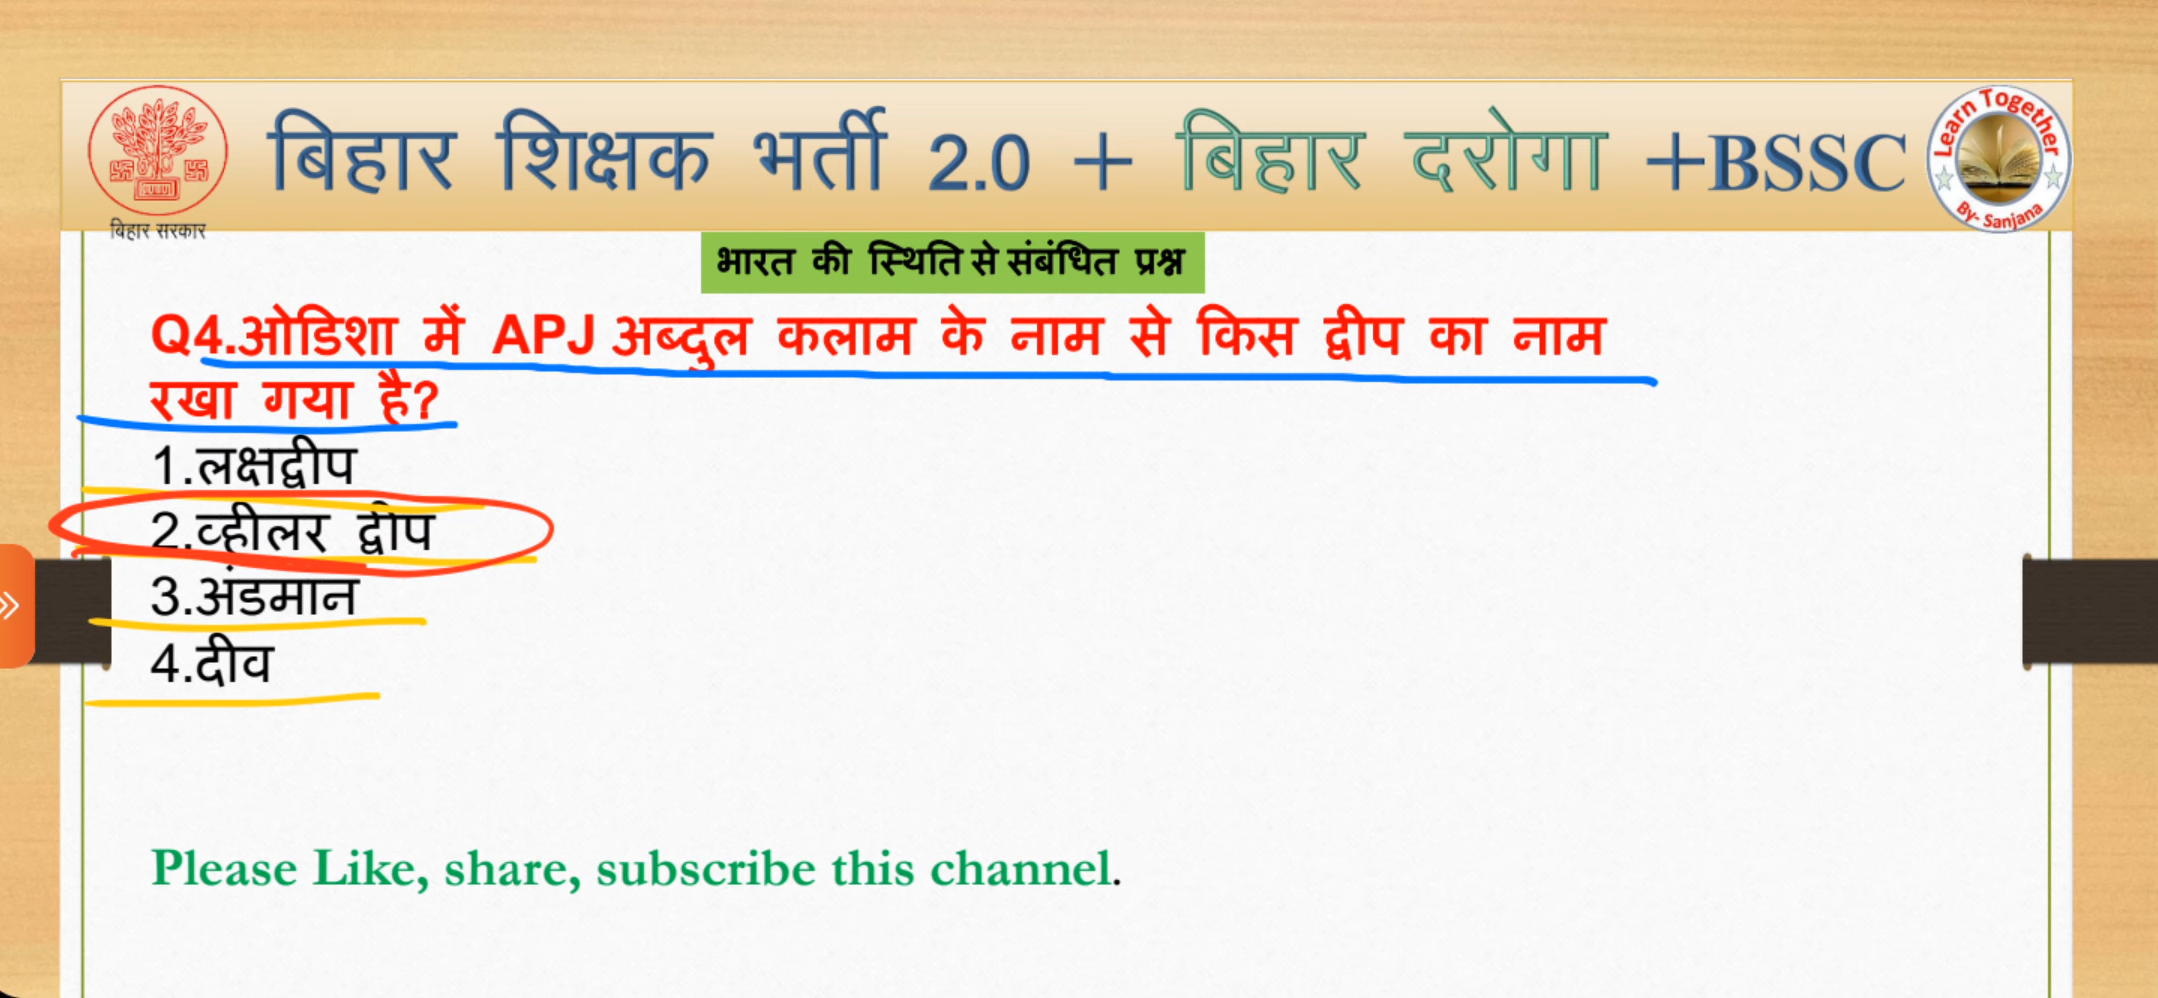 बिहार शिक्षक भर्ती 2.0 + बिहार दरोगा +BSSC
Learn Together
By- Sanjana
बिहार सरकार
भारत की स्थिति से संबंधित प्रश्न
Q4.ओडिशा में APJ अब्दुल कलाम के नाम से किस द्वीप का नाम
रखा गया है?
1.लक्षद्वीप
2.व्हीलर द्वीप
3.अंडमान
4.दीव
Please Like, share, subscribe this channel.